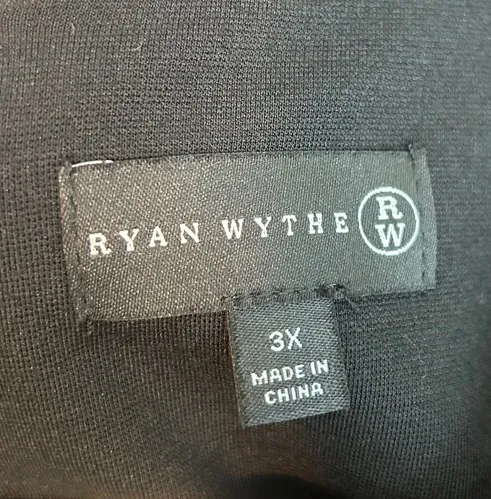 RYAN WYTHE
R
W
3X
MADE IN
CHINA